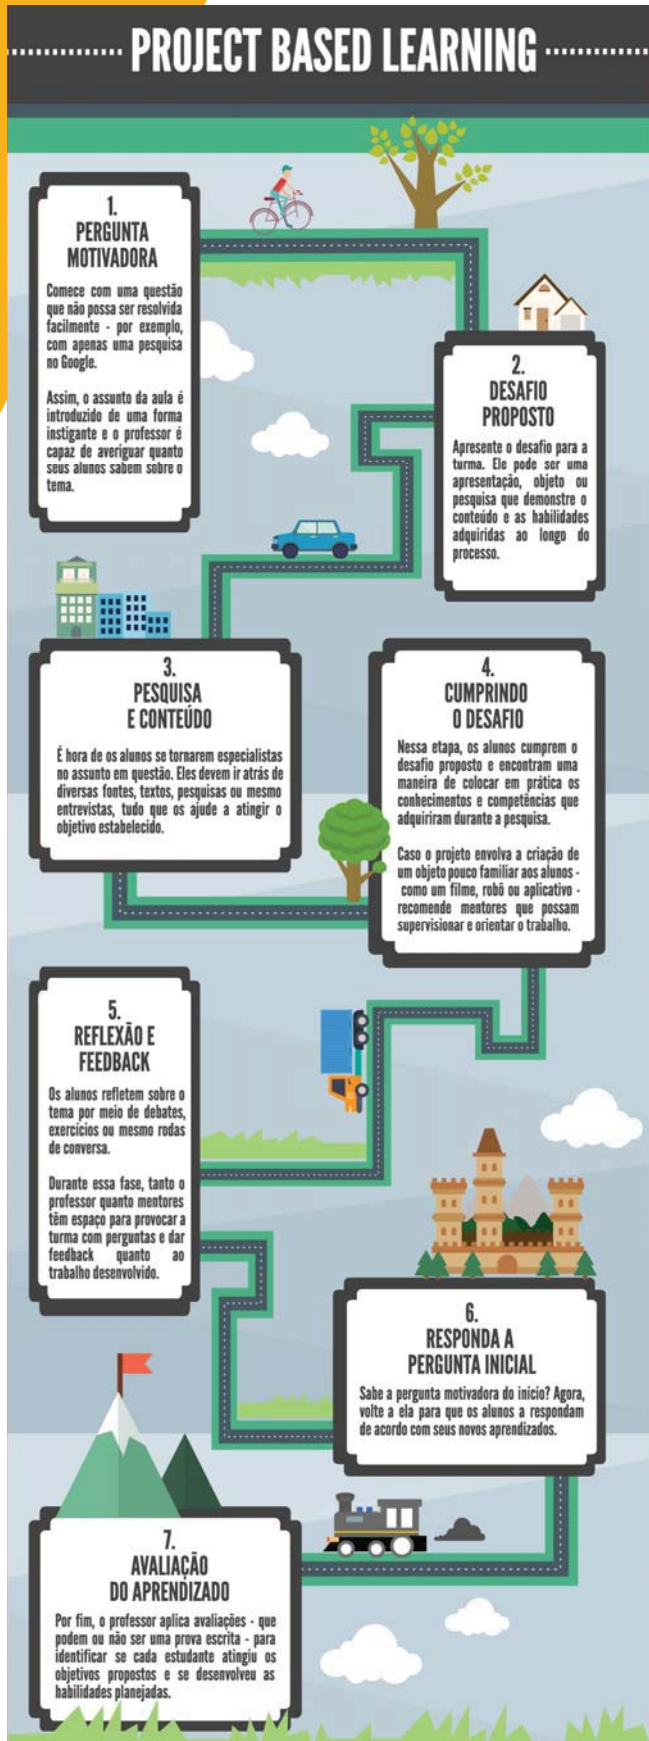 PROJECT BASED LEARNING
1.
PERGUNTA
MOTIVADORA
Comece com uma questão
que não possa ser resolvida
facilmente - por exemplo,
com apenas uma pesquisa
no Google.
Assim, o assunto da aula é
introduzido de uma forma
instigante e o professor é
capaz de averiguar quanto
seus alunos sabem sobre o
tema.
2.
DESAFIO
PROPOSTO
Apresente o desafio para a
turma. Ele pode ser uma
apresentação, objeto ou
pesquisa que demonstre o
conteúdo e as habilidades
adquiridas ao longo do
processo.
3.
PESQUISA
E CONTEÚDO
É hora de os alunos se tornarem especialistas
no assunto em questão. Eles devem ir atrás de
diversas fontes, textos, pesquisas ou mesmo
entrevistas, tudo que os ajude a atingir o
objetivo estabelecido.
4.
CUMPRINDO
O DESAFIO
Nessa etapa, os alunos cumprem o
desafio proposto e encontram uma
maneira de colocar em prática os
conhecimentos e competências que
adquiriram durante a pesquisa.
Caso o projeto envolva a criação de
um objeto pouco familiar aos alunos -
como um filme, robô ou aplicativo -
recomende mentores que possam
supervisionar e orientar o trabalho.
5.
REFLEXÃO E
FEEDBACK
Os alunos refletem sobre o
tema por meio de debates,
exercícios ou mesmo rodas
de conversa.
Durante essa fase, tanto o
professor quanto mentores
têm espaço para provocar a
turma com perguntas e dar
feedback quanto ao
trabalho desenvolvido.
6.
RESPONDA A
PERGUNTA INICIAL
Sabe a pergunta motivadora do início? Agora,
volte a ela para que os alunos a respondam
de acordo com seus novos aprendizados.
7.
AVALIAÇÃO
DO APRENDIZADO
Por fim, o professor aplica avaliações - que
podem ou não ser uma prova escrita - para
identificar se cada estudante atingiu os
objetivos propostos e se desenvolveu as
habilidades planejadas.